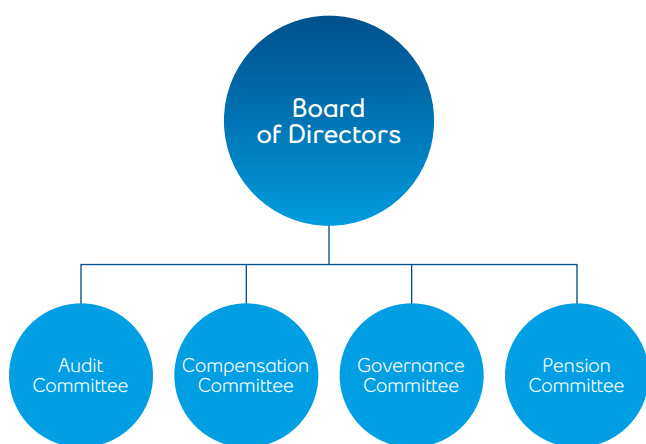 Board
of Directors
Audit
Committee
Compensation
Committee
Governance
Committee
Pension
Committee